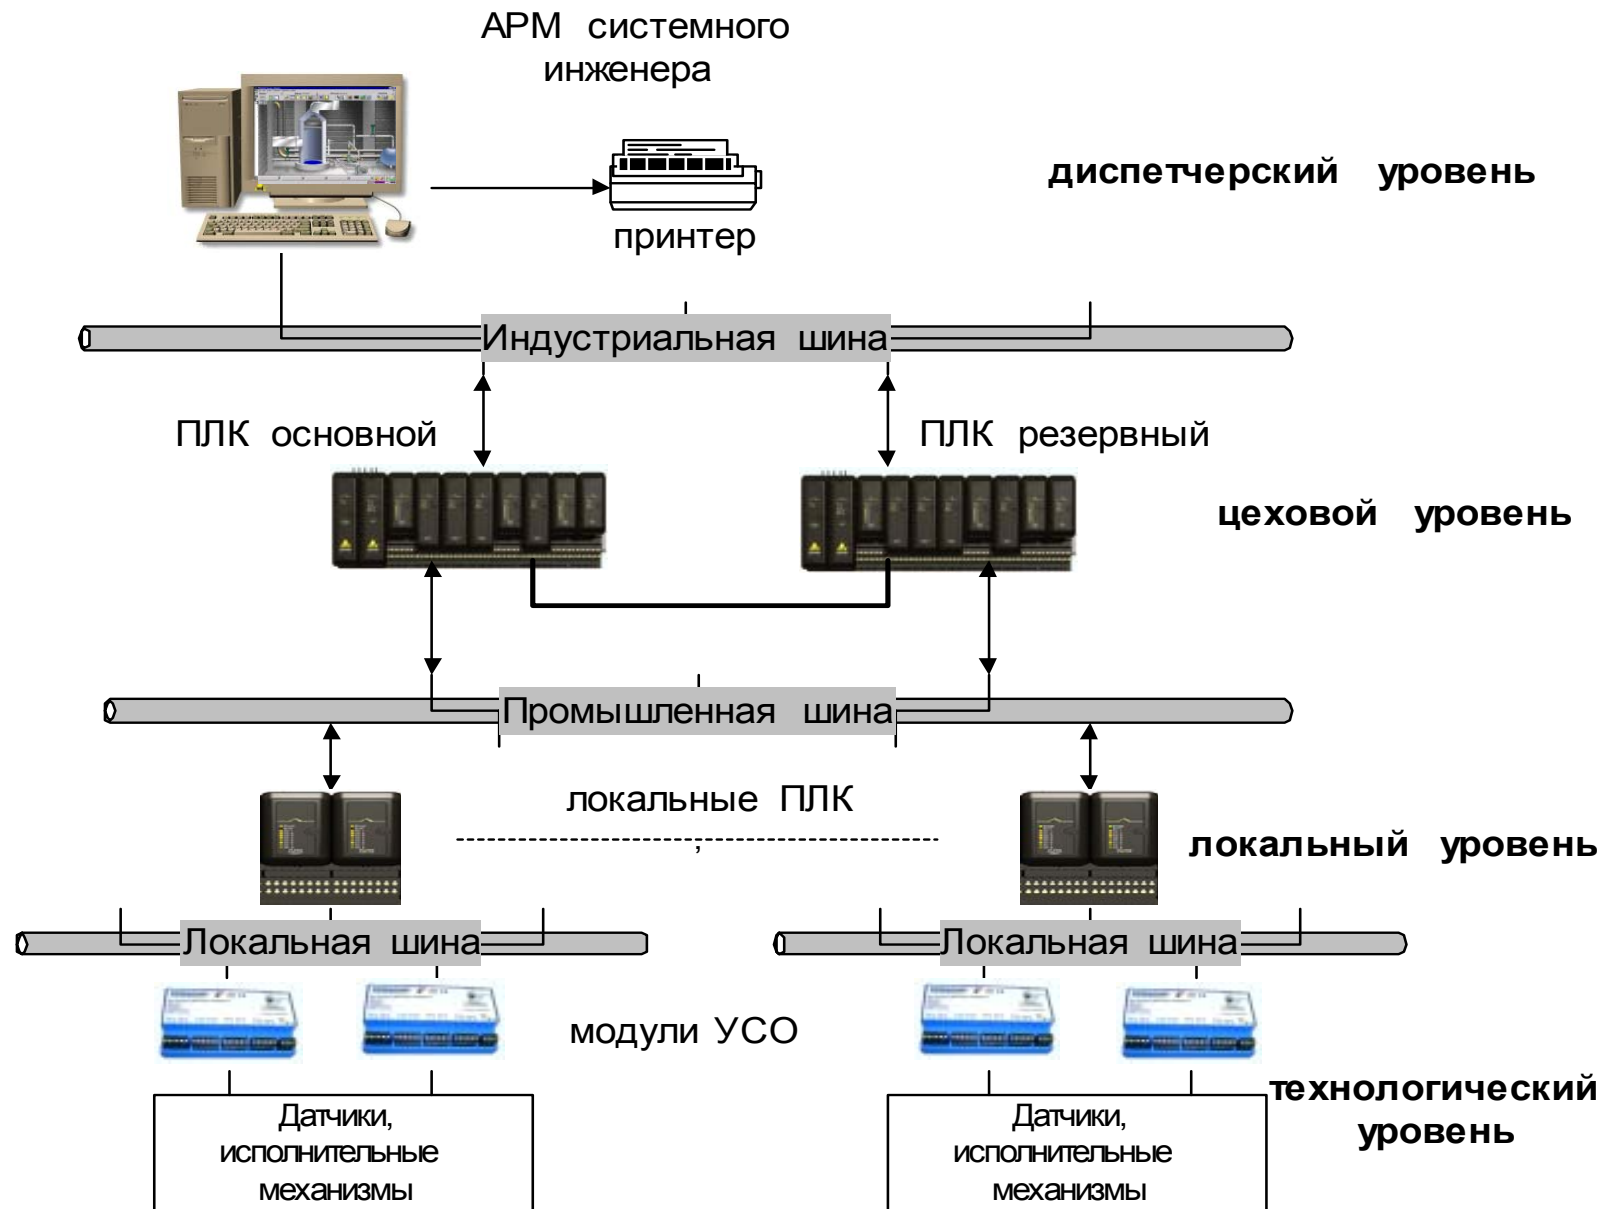 АРМ системного
инженера
диспетчерский уровень
принтер
Индустриальная шина
ПЛК основной
ПЛК резервный
цеховой уровень
Промышленная шина
локальные ПЛК
,
локальный уровень
Локальная шина
Локальная шина
модули УСО
технологический
уровень
Датчики,
исполнительные
механизмы
Датчики,
исполнительные
механизмы